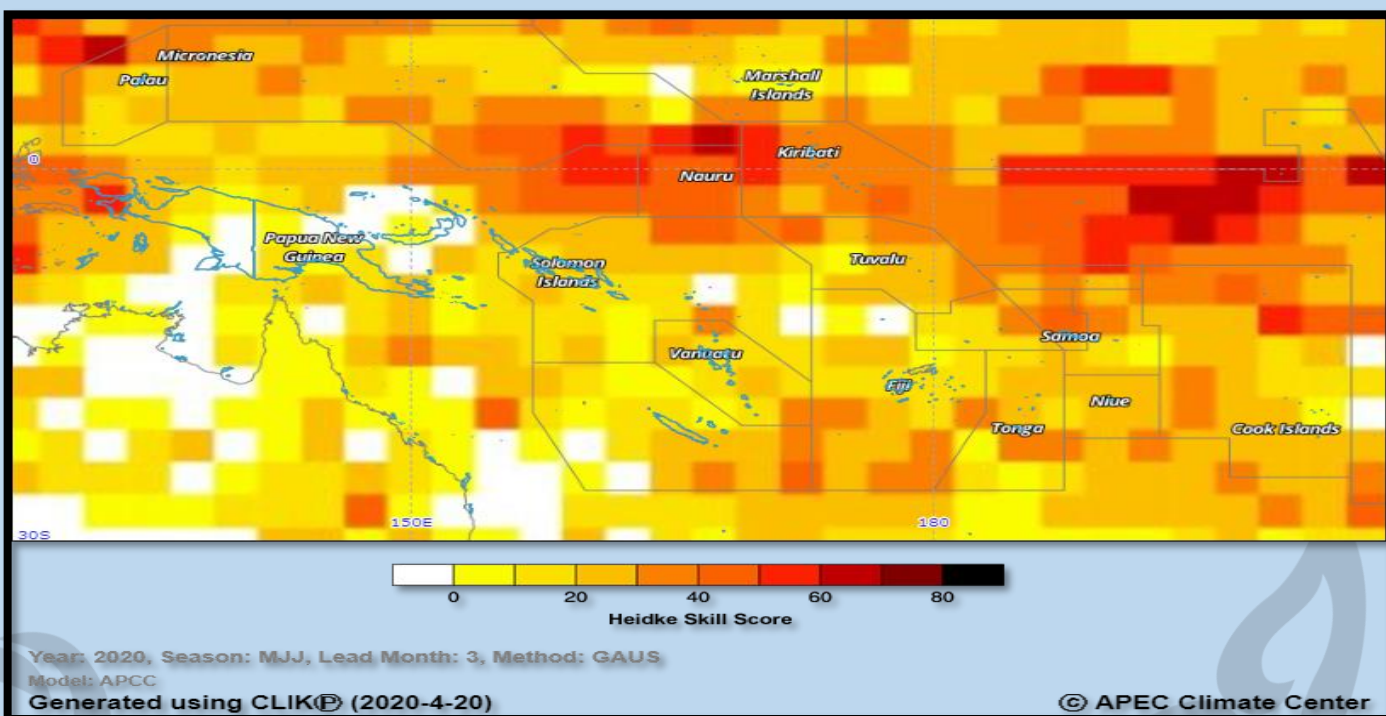 Micronesia
Palau
Marshall
Islands
0
Kiribati
Nauru
Papua New
Guinea
Solomon
Islands
Tuvalu
Samoa
Vanuatu
Fiji
Niue
Tonga
Cook Islands
150E
180
30S
0 20 40 60 80
Heidke Skill Score
Year: 2020, Season: MJJ, Lead Month: 3, Method: GAUS
Model: APCC
Generated using CLIKⓅ (2020-4-20)
© APEC Climate Center